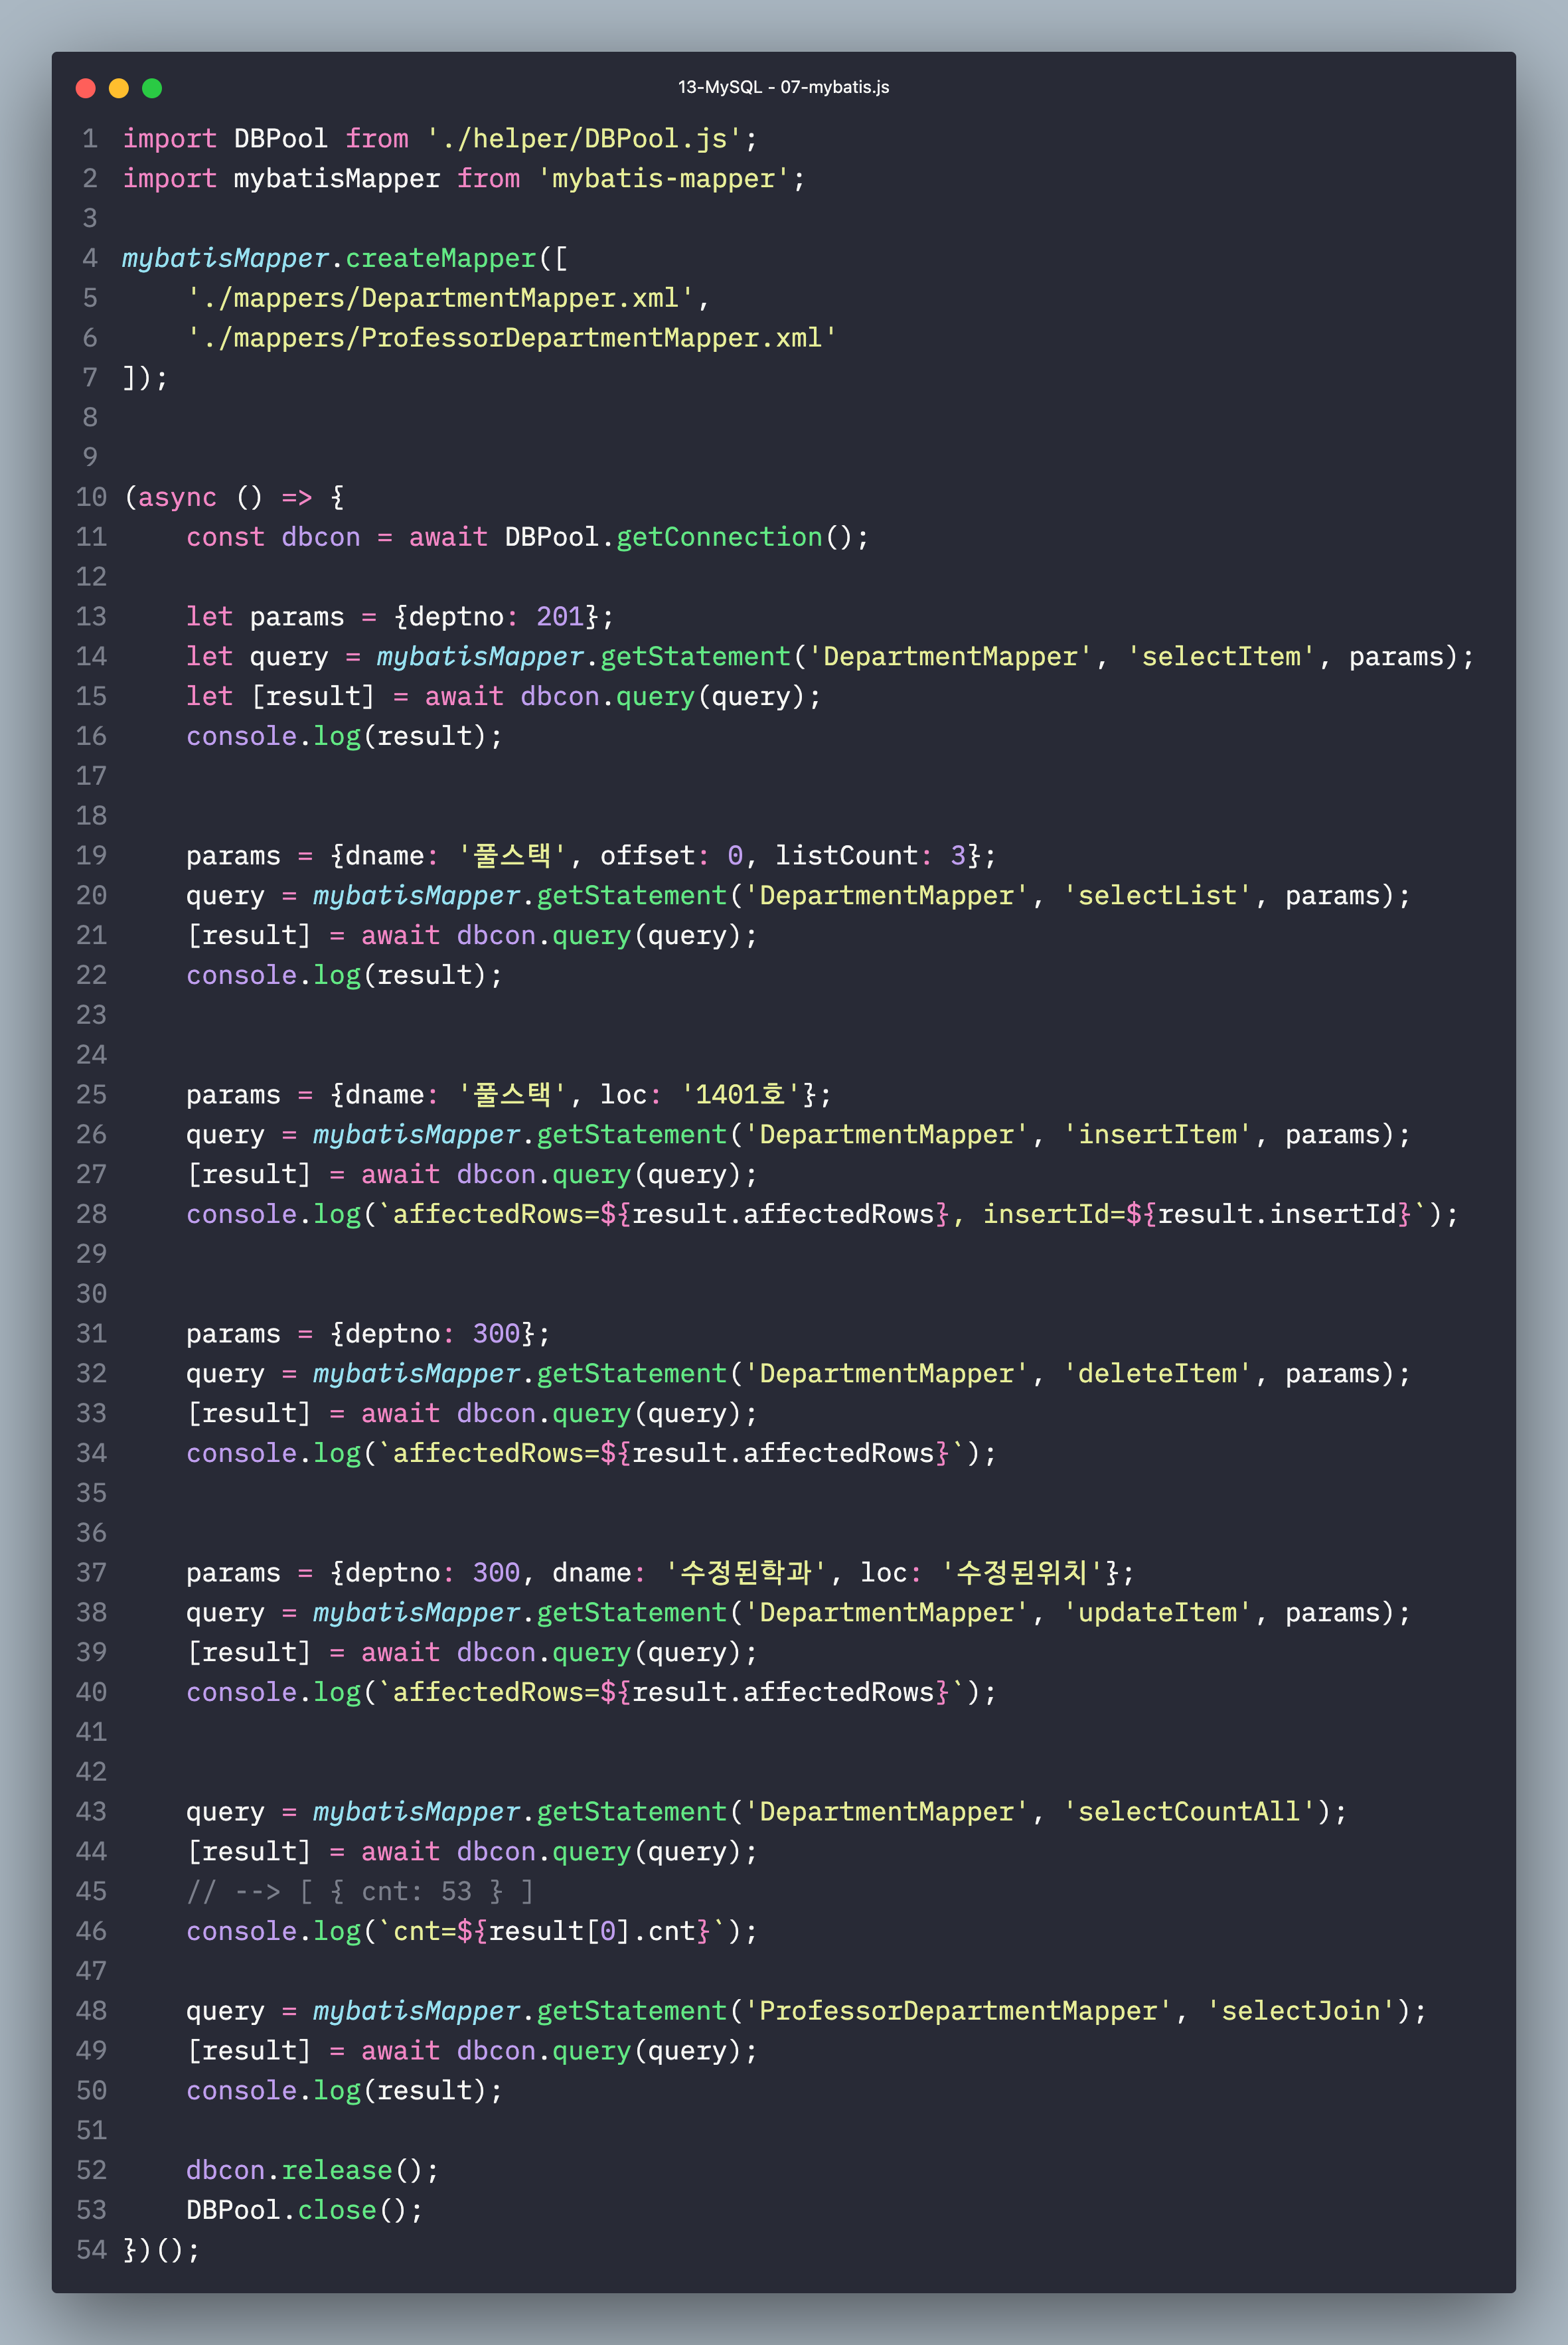 13-MySQL - 07-mybatis.js
1 import DBPool from './helper/DBPool.js';
2 import mybatisMapper from 'mybatis-mapper';
3
4 mybatisMapper.createMapper([
5     './mappers/DepartmentMapper.xml',
6     './mappers/ProfessorDepartmentMapper.xml'
7 ]);
8
9
10 (async () => {
11     const dbcon = await DBPool.getConnection();
12
13     let params = {deptno: 201};
14     let query = mybatisMapper.getStatement('DepartmentMapper', 'selectItem', params);
15     let [result] = await dbcon.query(query);
16     console.log(result);
17
18
19     params = {dname: '풀스택', offset: 0, listCount: 3};
20     query = mybatisMapper.getStatement('DepartmentMapper', 'selectList', params);
21     [result] = await dbcon.query(query);
22     console.log(result);
23
24
25     params = {dname: '풀스택', loc: '1401호'};
26     query = mybatisMapper.getStatement('DepartmentMapper', 'insertItem', params);
27     [result] = await dbcon.query(query);
28     console.log(`affectedRows=${result.affectedRows}, insertId=${result.insertId}`);
29
30
31     params = {deptno: 300};
32     query = mybatisMapper.getStatement('DepartmentMapper', 'deleteItem', params);
33     [result] = await dbcon.query(query);
34     console.log(`affectedRows=${result.affectedRows}`);
35
36
37     params = {deptno: 300, dname: '수정된학과', loc: '수정된위치'};
38     query = mybatisMapper.getStatement('DepartmentMapper', 'updateItem', params);
39     [result] = await dbcon.query(query);
40     console.log(`affectedRows=${result.affectedRows}`);
41
42
43     query = mybatisMapper.getStatement('DepartmentMapper', 'selectCountAll');
44     [result] = await dbcon.query(query);
45     // --> [ { cnt: 53 } ]
46     console.log(`cnt=${result[0].cnt}`);
47
48     query = mybatisMapper.getStatement('ProfessorDepartmentMapper', 'selectJoin');
49     [result] = await dbcon.query(query);
50     console.log(result);
51
52     dbcon.release();
53     DBPool.close();
54 })();